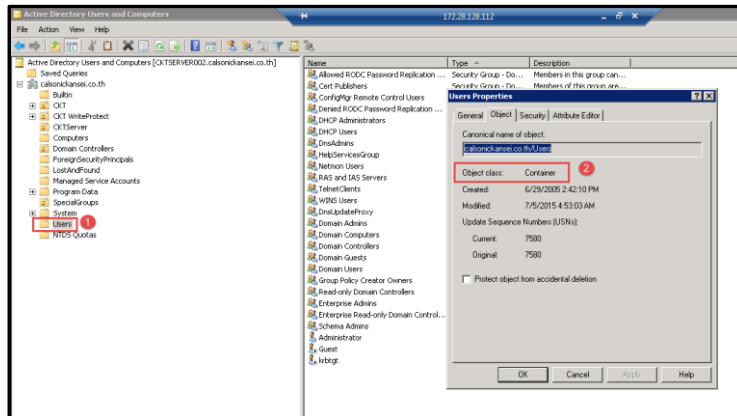 Active Directory Users and Computers
172.28.128.112
File Action View Help
Active Directory Users and Computers [CKTSERVER002.calsonickansei.co.th]
Saved Queries
calsonickansei.co.th
Builtin
CKT
CKT WriteProtect
CKTServer
Computers
Domain Controllers
ForeignSecurityPrincipals
LostAndFound
Managed Service Accounts
Program Data
SpecialGroups
System
Users 1
NTDS Quotas
Name Type Description
Allowed RODC Password Replication ... Security Group - Do... Members in this group can...
Cert Publishers Security Group - Do... Members of this group are...
ConfigMgr Remote Control Users
Denied RODC Password Replication ...
DHCP Administrators
DHCP Users
DnsAdmins
HelpServicesGroup
Netmon Users
RAS and IAS Servers
TelnetClients
WINS Users
DnsUpdateProxy
Domain Admins
Domain Computers
Domain Controllers
Domain Guests
Domain Users
Group Policy Creator Owners
Read-only Domain Controllers
Enterprise Admins
Enterprise Read-only Domain Control...
Schema Admins
Administrator
Guest
krbtgt
Users Properties
General Object Security Attribute Editor
Canonical name of object:
calsonickansei.co.th/Users
Object class: Container 2
Created: 6/29/2005 2:42:10 PM
Modified: 7/5/2015 4:53:03 AM
Update Sequence Numbers (USNs):
Current: 7580
Original: 7580
Protect object from accidental deletion
OK Cancel Apply Help